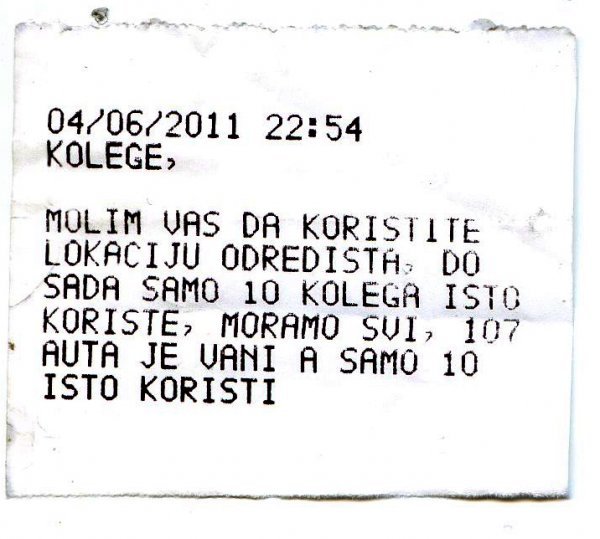 04/06/2011 22:54
KOLEGE,
MOLIM VAS DA KORISTITE
LOKACIJU ODREDISTA, DO
SADA SAMO 10 KOLEGA ISTO
KORISTE, MORAMO SVI, 107
AUTA JE VANI A SAMO 10
ISTO KORISTI